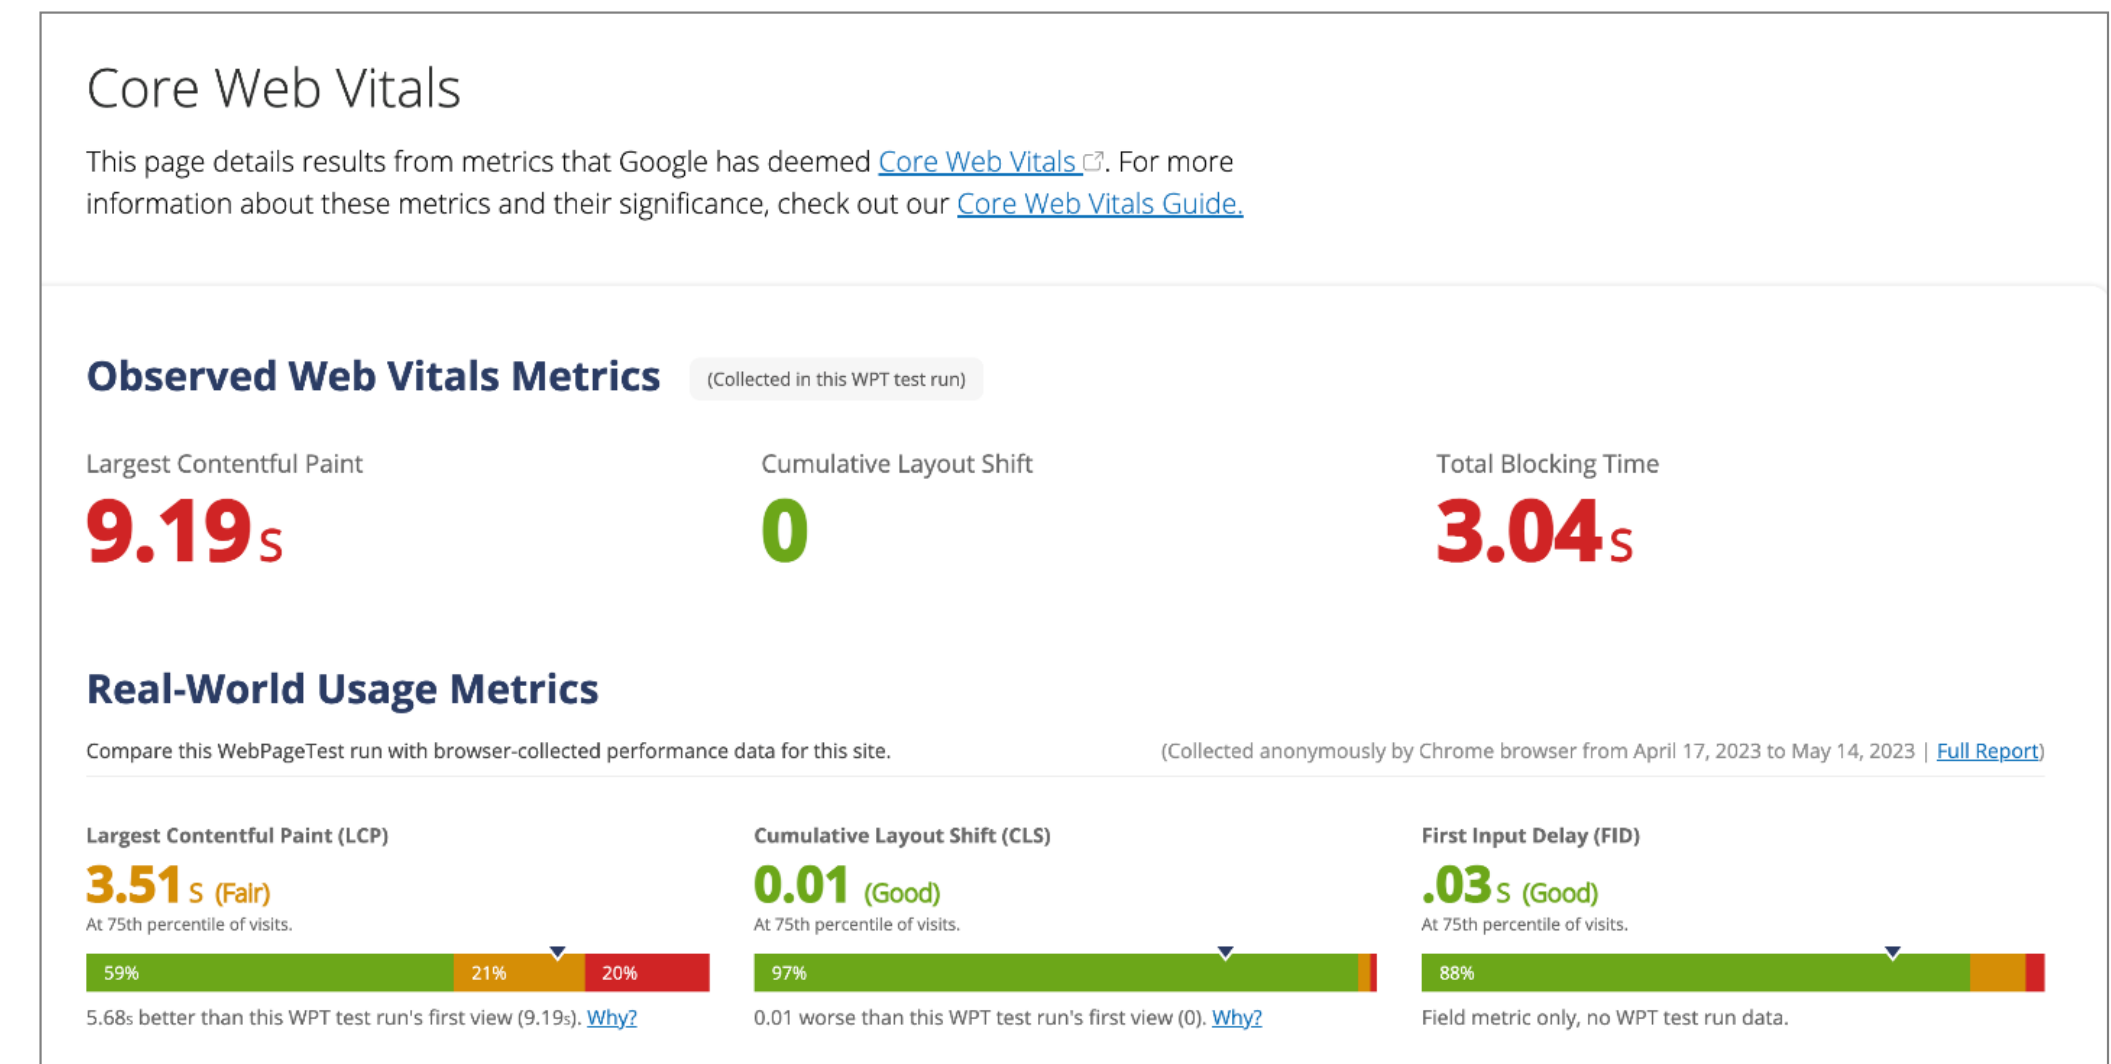 Core Web Vitals
This page details results from metrics that Google has deemed Core Web Vitals. For more
information about these metrics and their significance, check out our Core Web Vitals Guide.
Observed Web Vitals Metrics (Collected in this WPT test run)
Largest Contentful Paint Cumulative Layout Shift Total Blocking Time
9.19s 0 3.04s
Real-World Usage Metrics
Compare this WebPageTest run with browser-collected performance data for this site. (Collected anonymously by Chrome browser from April 17, 2023 to May 14, 2023 | Full Report)
Largest Contentful Paint (LCP) Cumulative Layout Shift (CLS) First Input Delay (FID)
3.51s (Fair) 0.01 (Good) .03s (Good)
At 75th percentile of visits. At 75th percentile of visits. At 75th percentile of visits.
59% 21% 20% 97% 88%
5.68s better than this WPT test run's first view (9.19s). Why? 0.01 worse than this WPT test run's first view (0). Why? Field metric only, no WPT test run data.